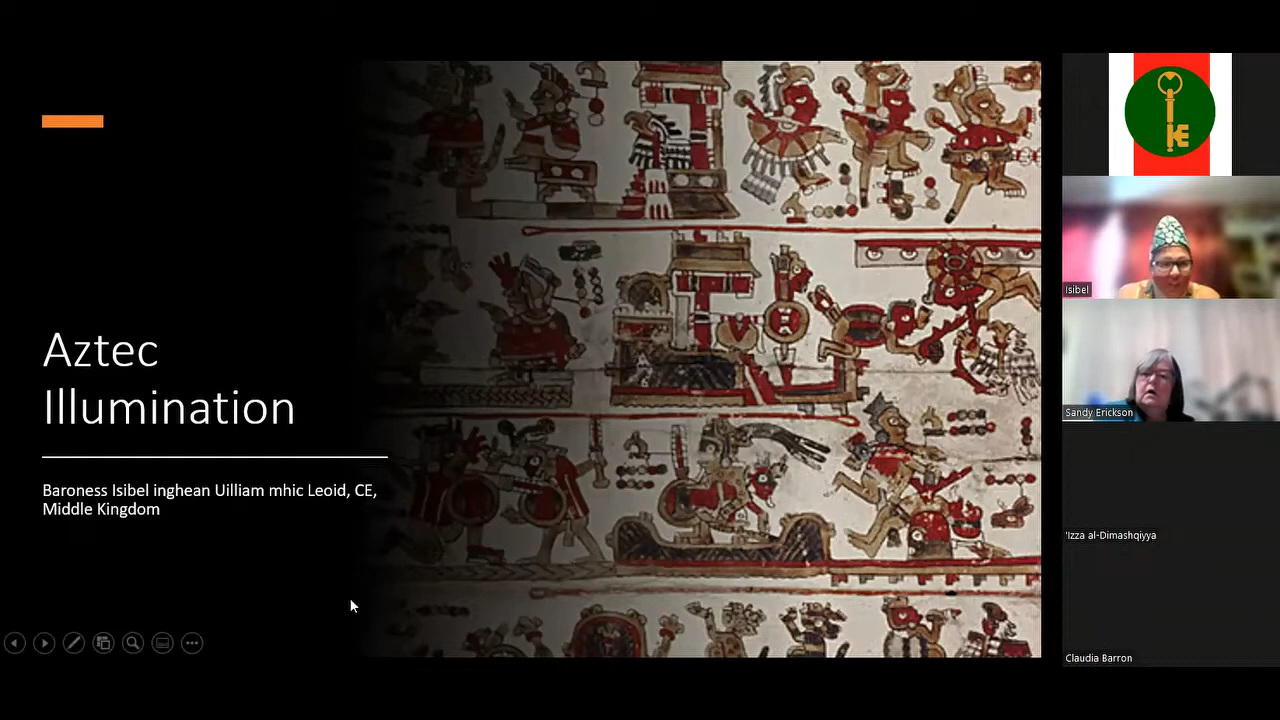 Aztec
Illumination
Baroness Isibel inghean Uilliam mhic Leoid, CE,
Middle Kingdom
Isibel
Sandy Erickson
'Izza al-Dimashqiyya
Claudia Barron